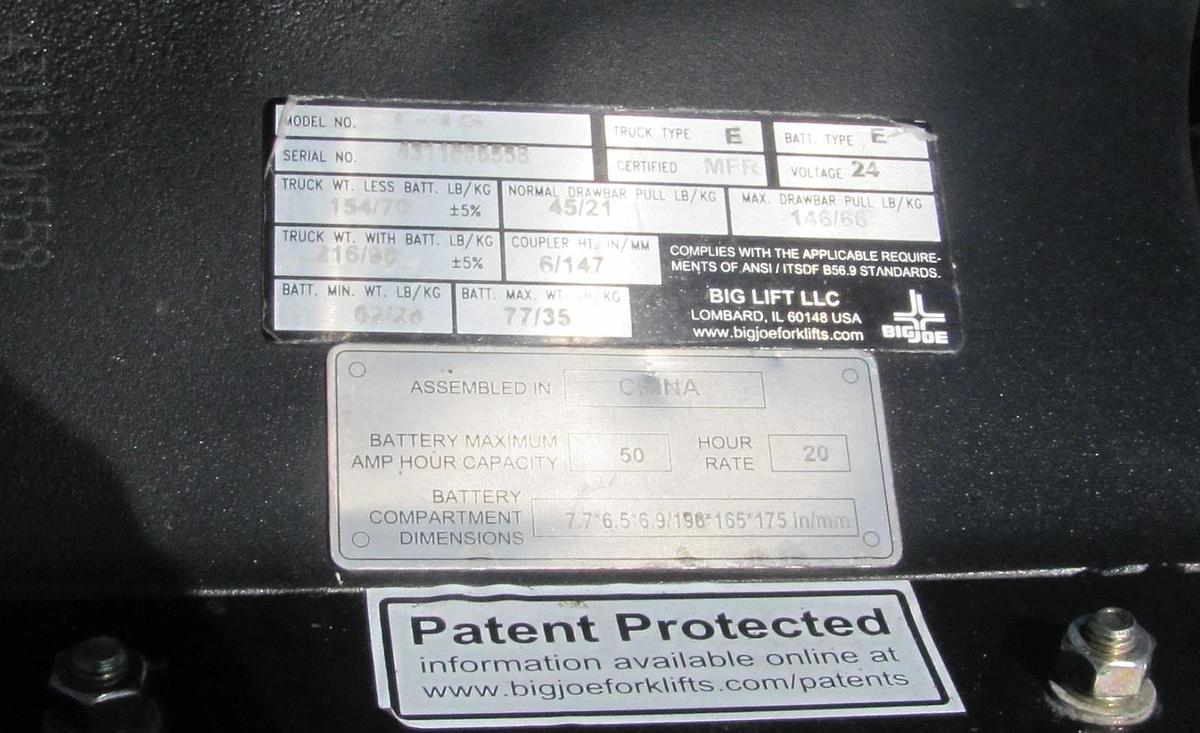 4311006558
MODEL NO.
TRUCK TYPE E
BATT. TYPE E
SERIAL NO.
CERTIFIED MFR
VOLTAGE 24
TRUCK WT. LESS BATT. LB/KG
154/70 ±5%
NORMAL DRAWBAR PULL LB/KG
45/21
MAX. DRAWBAR PULL LB/KG
146/66
TRUCK WT. WITH BATT. LB/KG
±5%
COUPLER HT. IN/MM
6/147
COMPLIES WITH THE APPLICABLE REQUIRE-
MENTS OF ANSI / ITSDF B56.9 STANDARDS.
BATT. MIN. WT. LB/KG
62/28
BATT. MAX. WT. LB/KG
77/35
BIG LIFT LLC
LOMBARD, IL 60148 USA
www.bigjoeforklifts.com
BIG JOE
ASSEMBLED IN CHINA
BATTERY MAXIMUM
AMP HOUR CAPACITY 50
HOUR
RATE 20
BATTERY
COMPARTMENT
DIMENSIONS
7.7*6.5*6.9/196*165*175 in/mm
Patent Protected
information available online at
www.bigjoeforklifts.com/patents